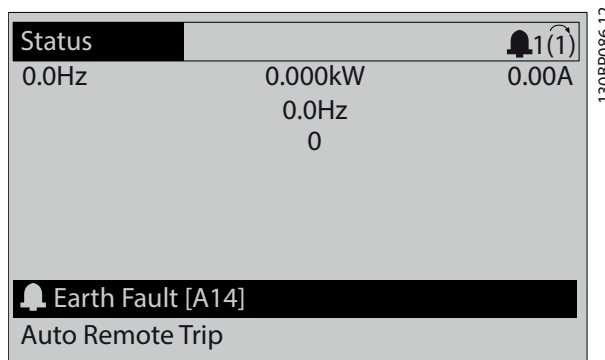 Status 1(1)
0.0Hz 0.000kW 0.00A
0.0Hz
0
Earth Fault [A14]
Auto Remote Trip
130BP086.12